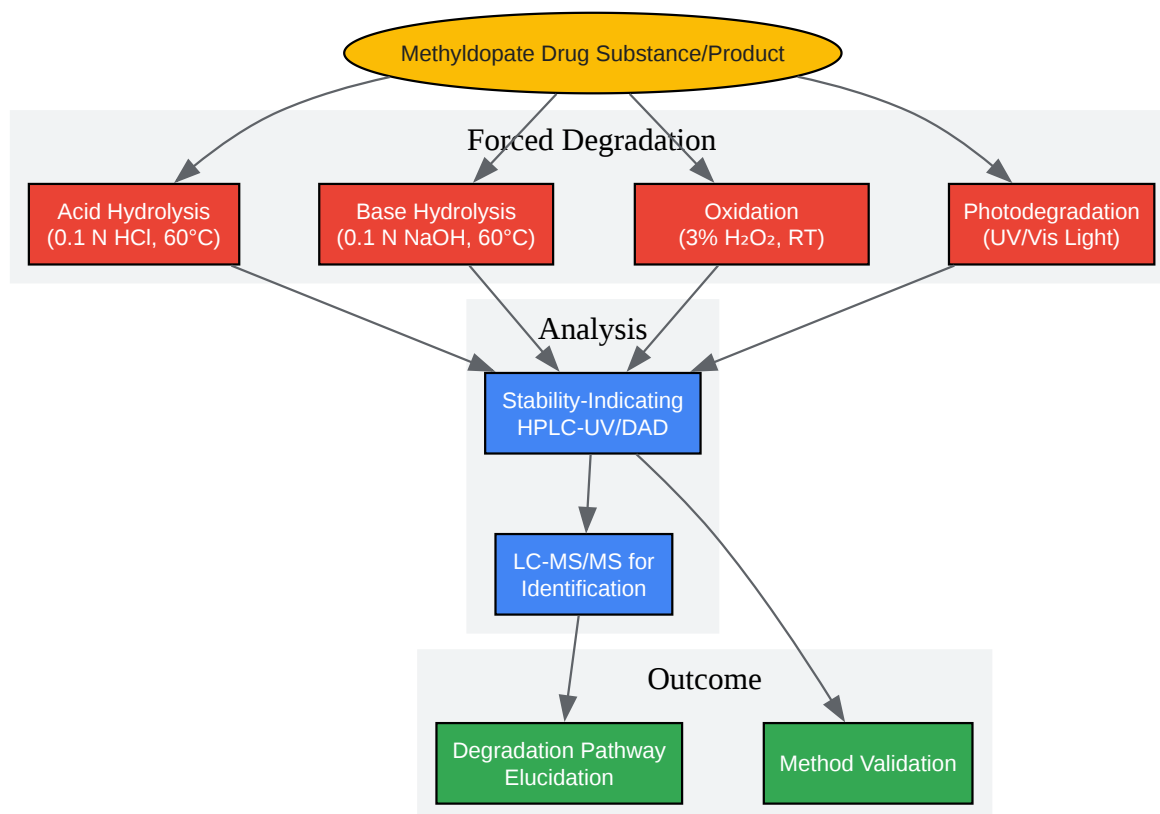 Methyldopate Drug Substance/Product
Forced Degradation
Acid Hydrolysis
(0.1 N HCl, 60°C)
Base Hydrolysis
(0.1 N NaOH, 60°C)
Oxidation
(3% H₂O₂, RT)
Photodegradation
(UV/Vis Light)
Analysis
Stability-Indicating
HPLC-UV/DAD
LC-MS/MS for
Identification
Outcome
Degradation Pathway
Elucidation
Method Validation